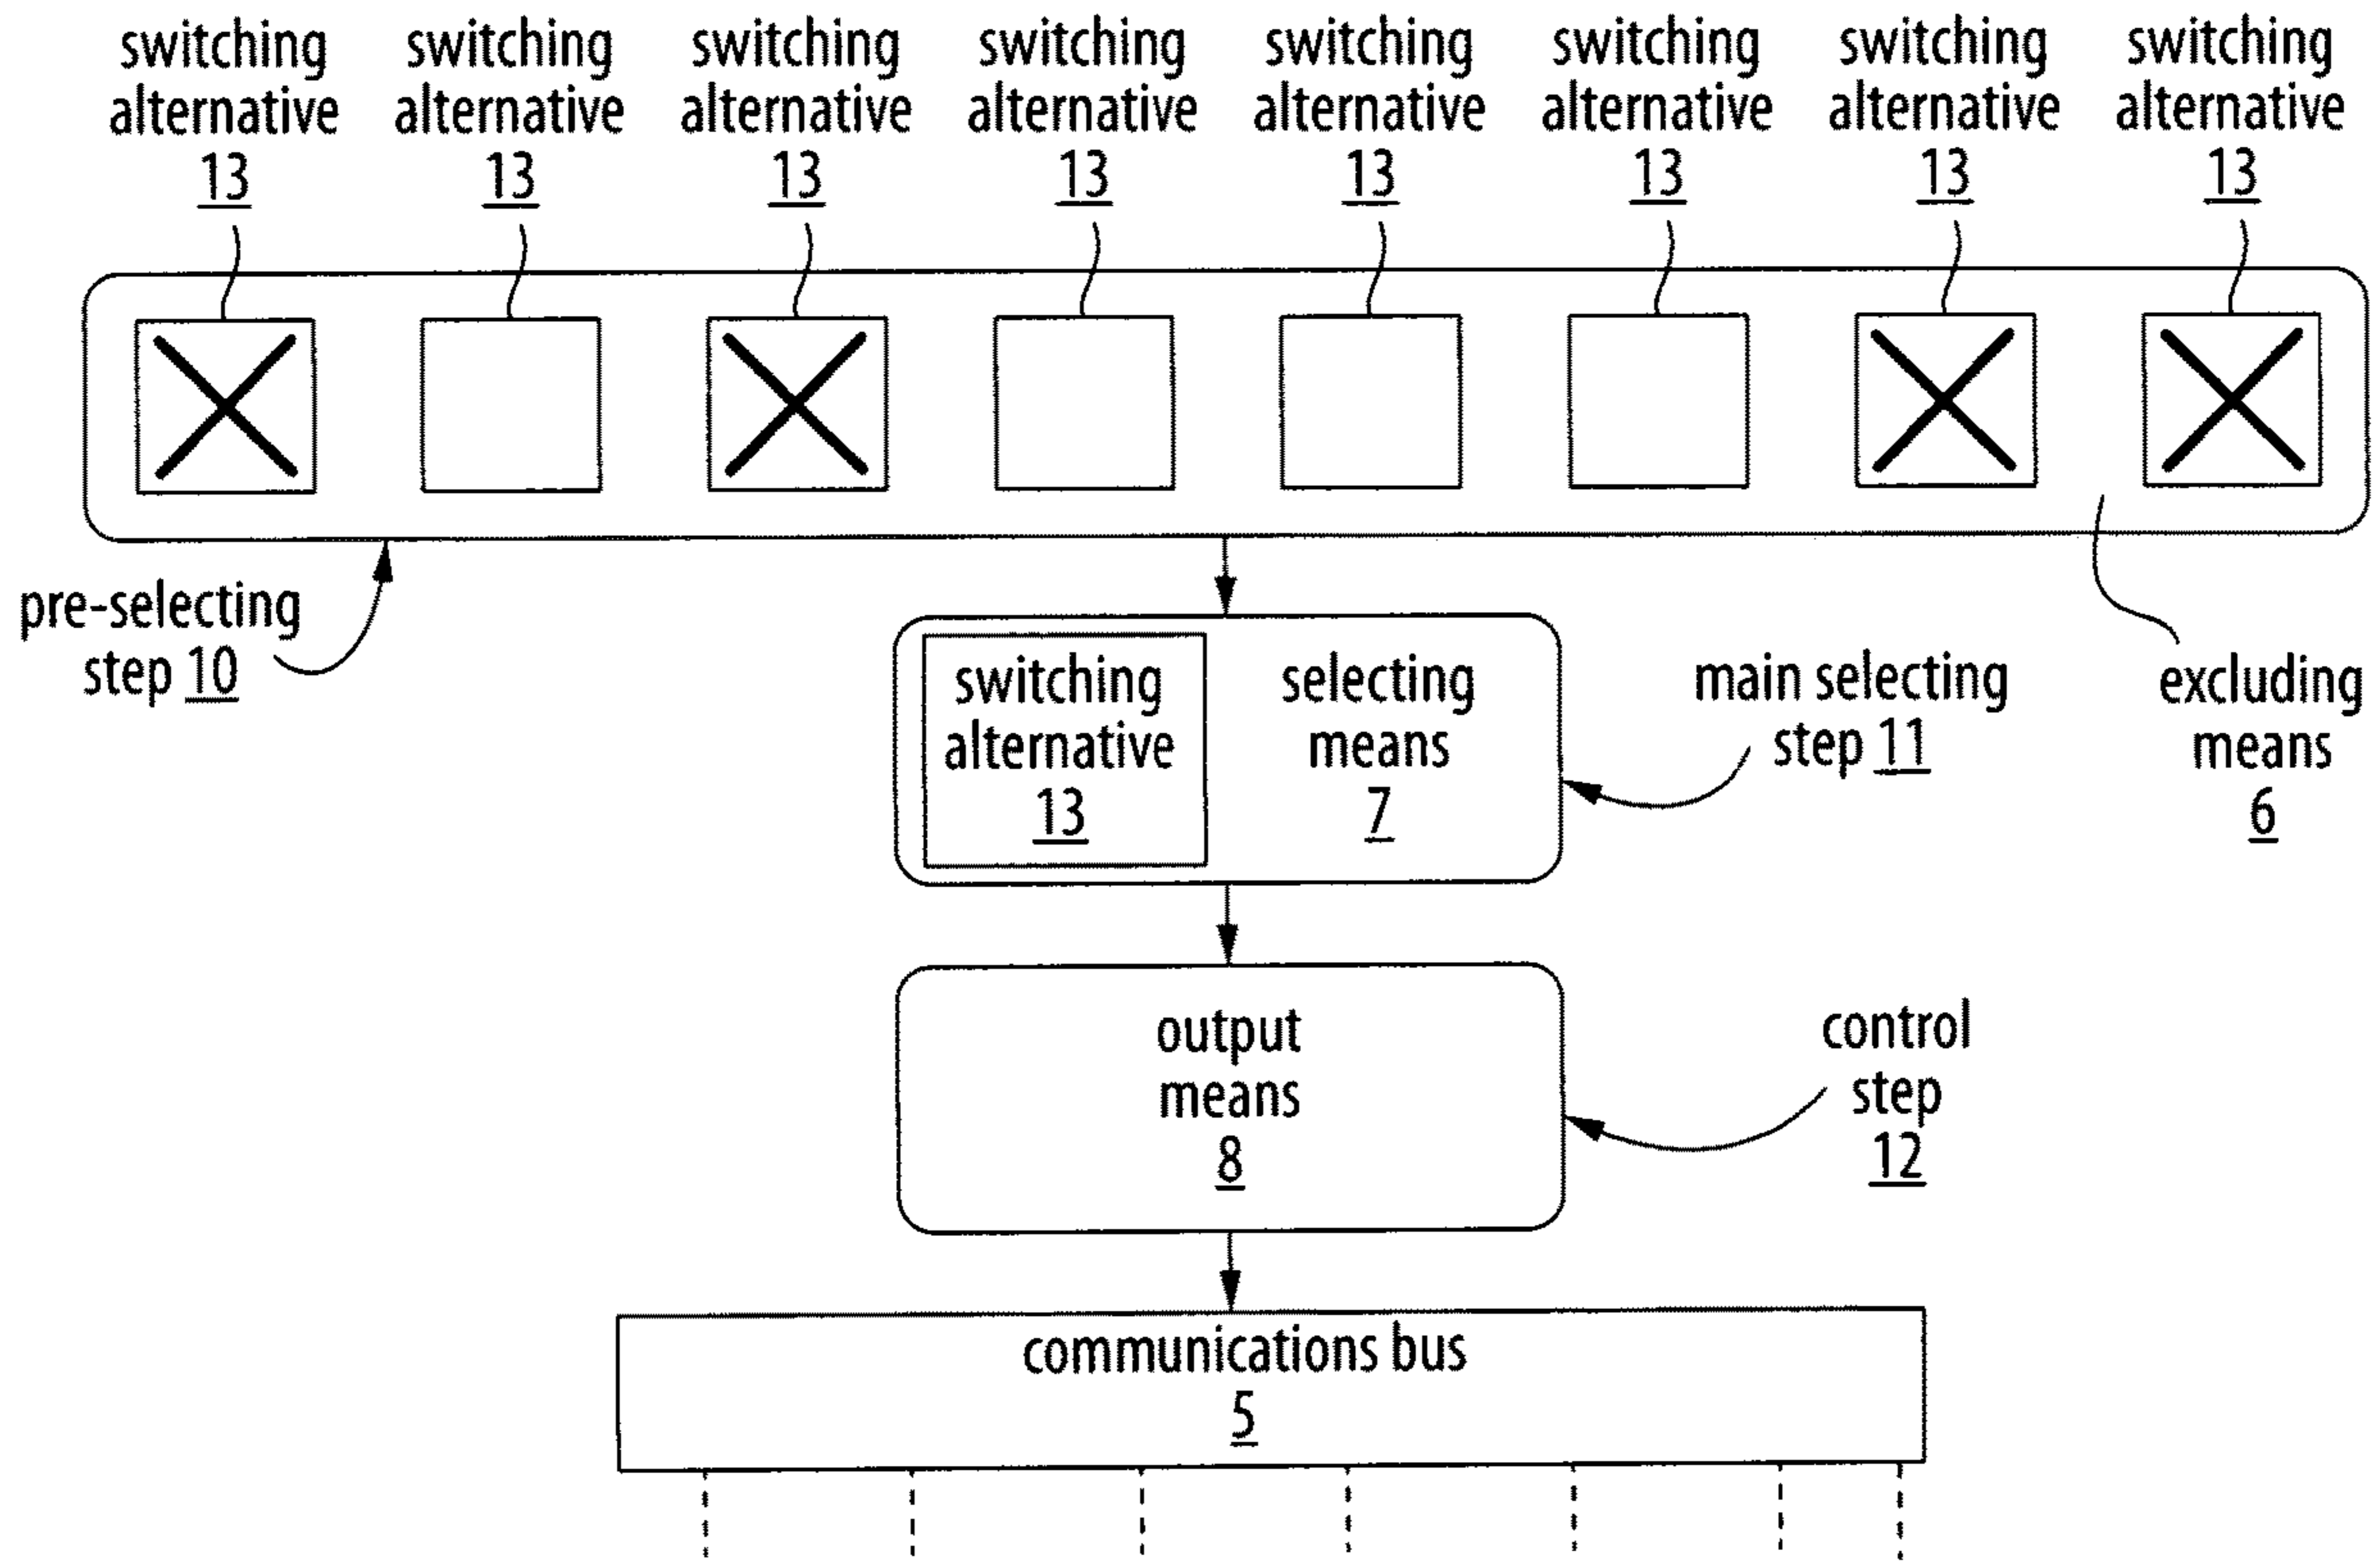 switching
alternative
13
switching
alternative
13
switching
alternative
13
switching
alternative
13
switching
alternative
13
switching
alternative
13
switching
alternative
13
switching
alternative
13
pre-selecting
step 10
switching
alternative
13
selecting
means
7
main selecting
step 11
excluding
means
6
output
means
8
control
step
12
communications bus
5